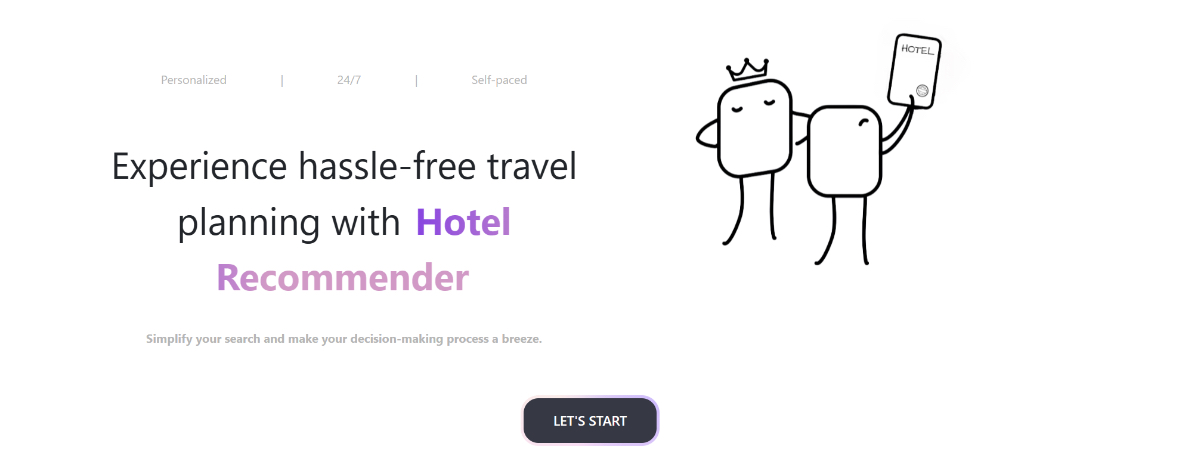 Personalized | 24/7 | Self-paced
Experience hassle-free travel
planning with Hotel
Recommender
Simplify your search and make your decision-making process a breeze.
LET'S START
HOTEL